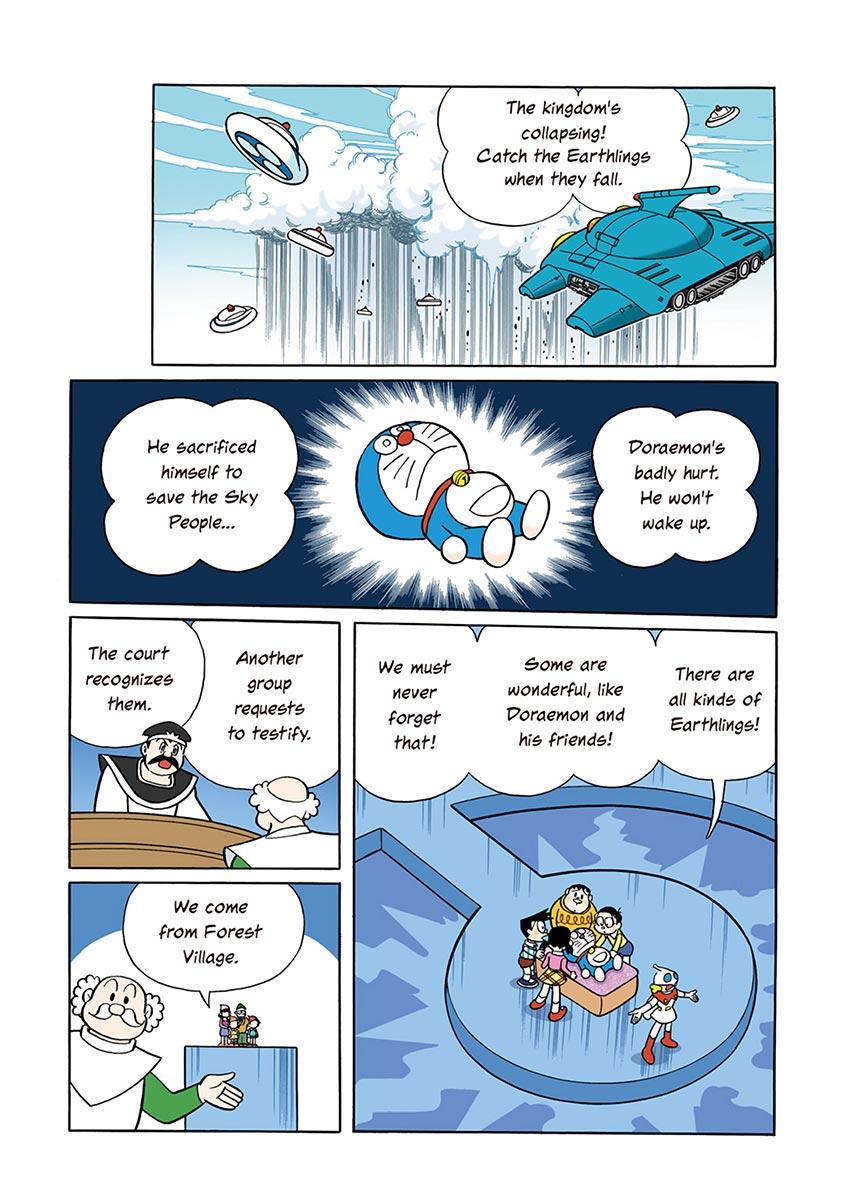 The kingdom's
collapsing!
Catch the Earthlings
when they fall.
Doraemon's
badly hurt.
He won't
wake up.
He sacrificed
himself to
save the Sky
People...
There are
all kinds of
Earthlings!
Some are
wonderful, like
Doraemon and
his friends!
We must
never
forget
that!
Another
group
requests
to testify.
The court
recognizes
them.
We come
from Forest
Village.